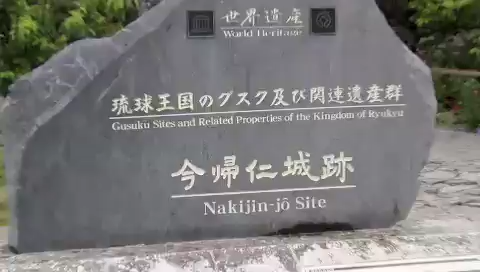 世界遺産
World Heritage
琉球王国のグスク及び関連遺産群
Gusuku Sites and Related Properties of the Kingdom of Ryukyu
今帰仁城跡
Nakijin-jō Site